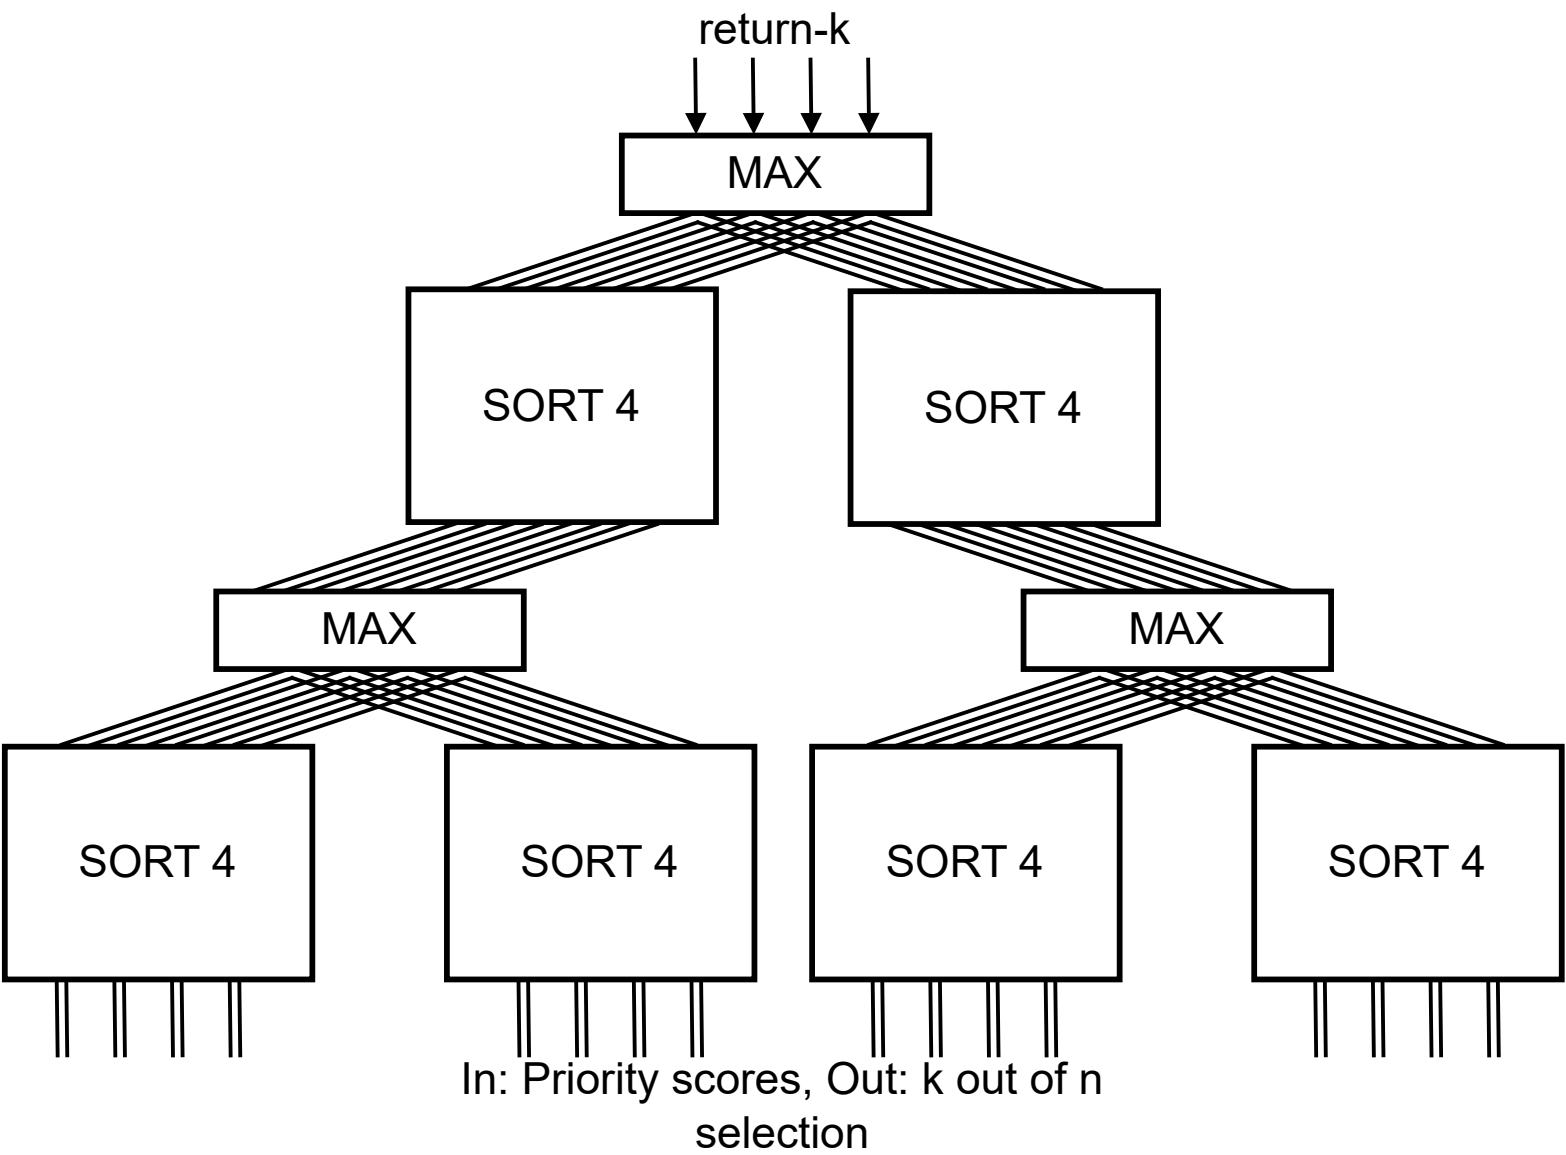 return-k
MAX
SORT 4
SORT 4
MAX
MAX
SORT 4
SORT 4
SORT 4
SORT 4
In: Priority scores, Out: k out of n
selection